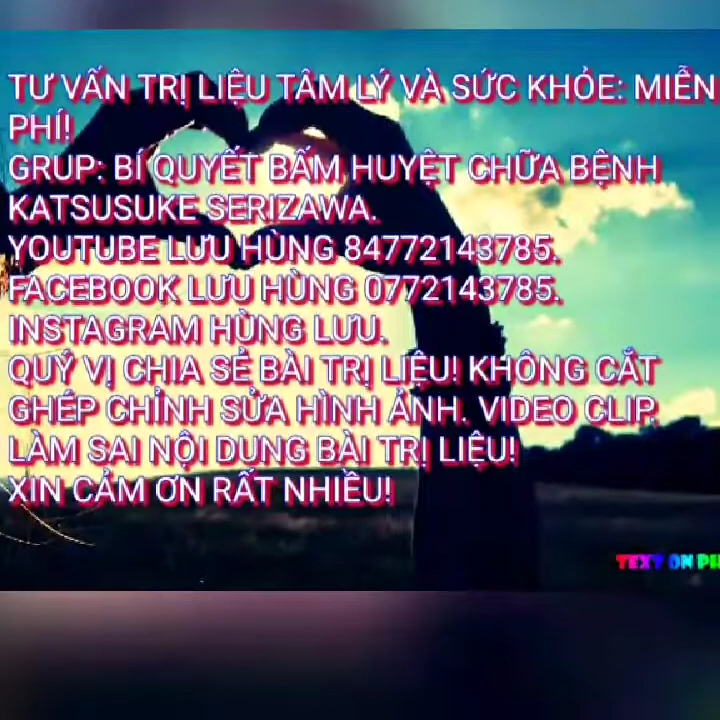 TƯ VẤN TRỊ LIỆU TÂM LÝ VÀ SỨC KHỎE: MIỄN
PHÍ!
GRUP: BÍ QUYẾT BẤM HUYỆT CHỮA BỆNH
KATSUSUKE SERIZAWA.
YOUTUBE LƯU HÙNG 84772143785.
FACEBOOK LƯU HÙNG 0772143785.
INSTAGRAM HÙNG LƯU.
QUÝ VỊ CHIA SẺ BÀI TRỊ LIỆU! KHÔNG CẮT
GHÉP CHỈNH SỬA HÌNH ẢNH. VIDEO CLIP.
LÀM SAI NỘI DUNG BÀI TRỊ LIỆU!
XIN CẢM ƠN RẤT NHIỀU!
TEXT ON PH